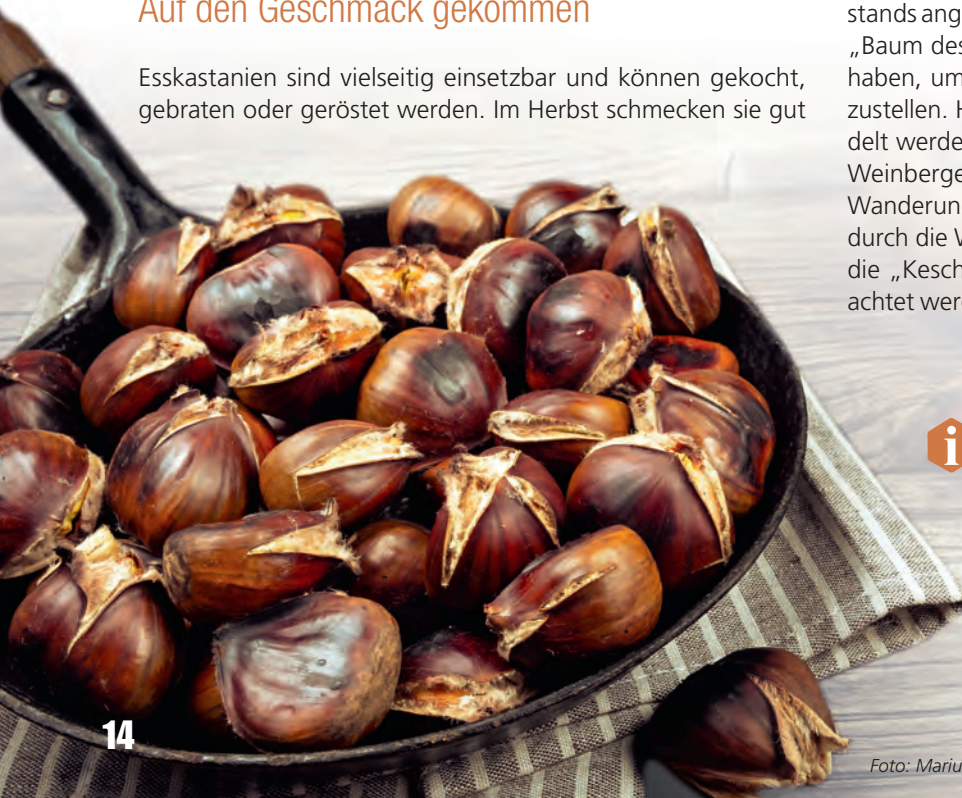 Auf den Geschmack gekommen
Esskastanien sind vielseitig einsetzbar und können gekocht,
gebraten oder geröstet werden. Im Herbst schmecken sie gut
stands ang
„Baum des
haben, um
zustellen. H
delt werde
Weinberge
Wanderun
durch die W
die „Kesch
achtet wer
i
14
Foto: Mariu